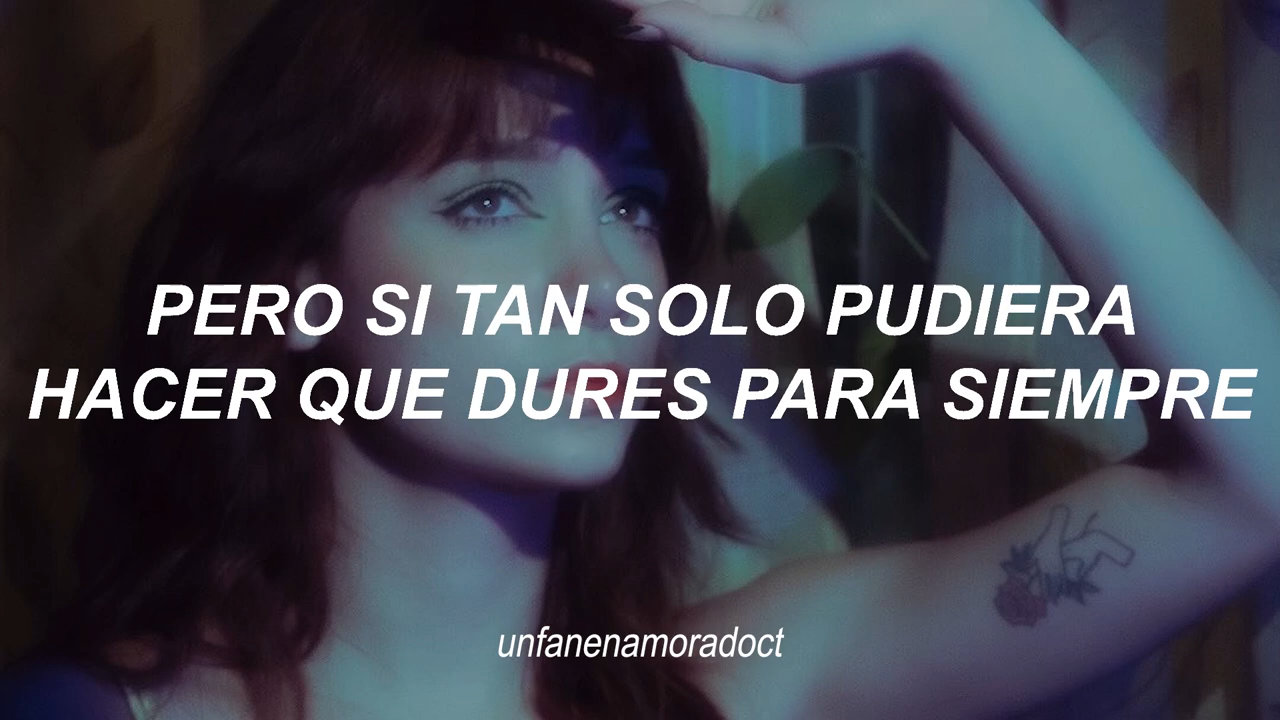 PERO SI TAN SOLO PUDIERA
HACER QUE DURES PARA SIEMPRE
unfanenamoradoct